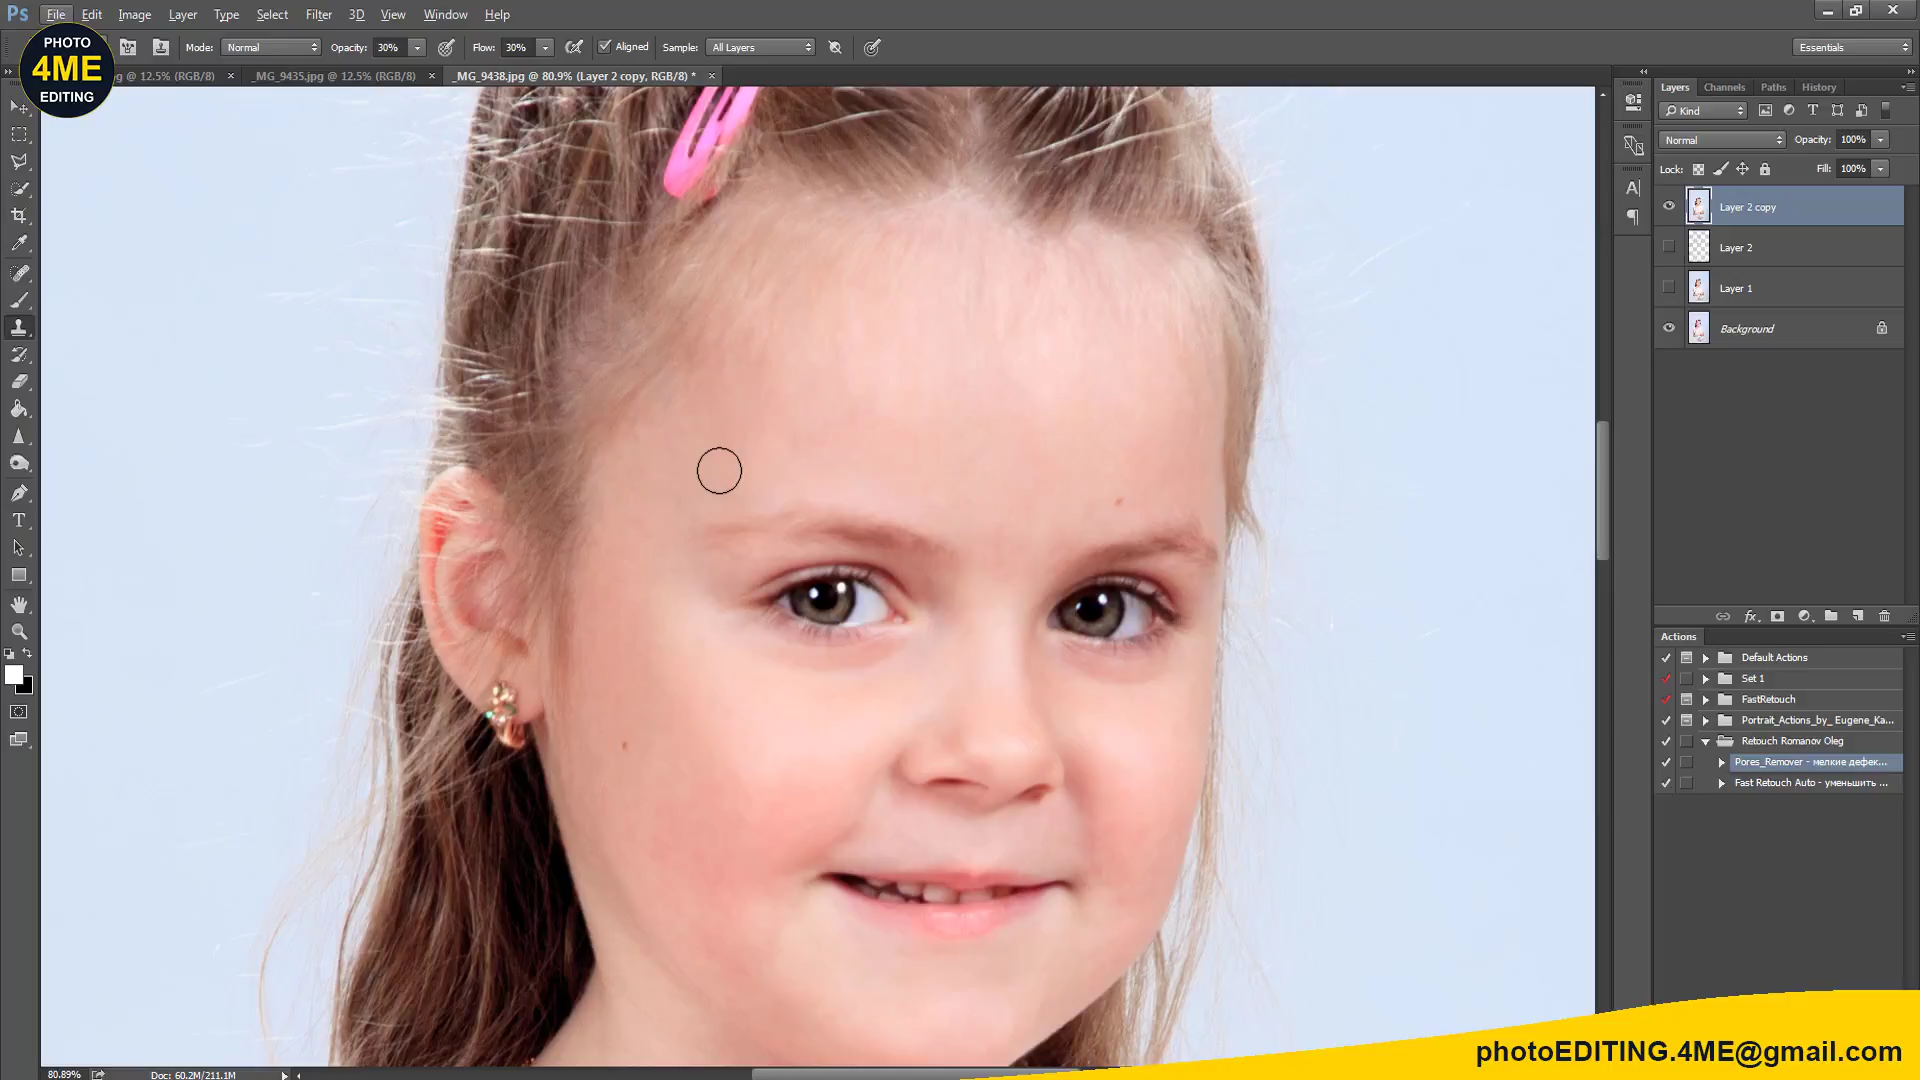 Ps File Edit Image Layer Type Select Filter 3D View Window Help
PHOTO
4ME
EDITING
Mode: Normal Opacity: 30% Flow: 30% Aligned Sample: All Layers Essentials
g @ 12.5% (RGB/8) × _MG_9435.jpg @ 12.5% (RGB/8) × _MG_9438.jpg @ 80.9% (Layer 2 copy, RGB/8) * ×
Layers Channels Paths History
Kind
Normal Opacity: 100%
Lock: Fill: 100%
Layer 2 copy
Layer 2
Layer 1
Background
fx
Actions
Default Actions
Set 1
FastRetouch
Portrait_Actions_by_ Eugene_Ka...
Retouch Romanov Oleg
Pores_Remover - мелкие дефек...
Fast Retouch Auto - уменьшить ...
photoEDITING.4ME@gmail.com
80.89% Doc: 60.2M/211.1M